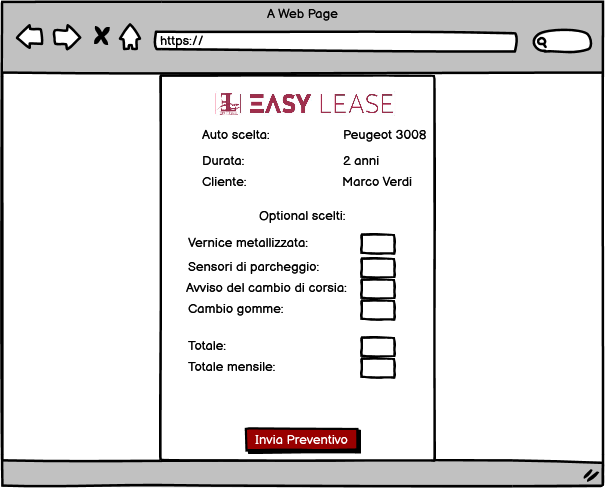 A Web Page
https://
EASY LEASE
Auto scelta: Peugeot 3008
Durata: 2 anni
Cliente: Marco Verdi
Optional scelti:
Vernice metallizzata:
Sensori di parcheggio:
Avviso del cambio di corsia:
Cambio gomme:
Totale:
Totale mensile:
Invia Preventivo